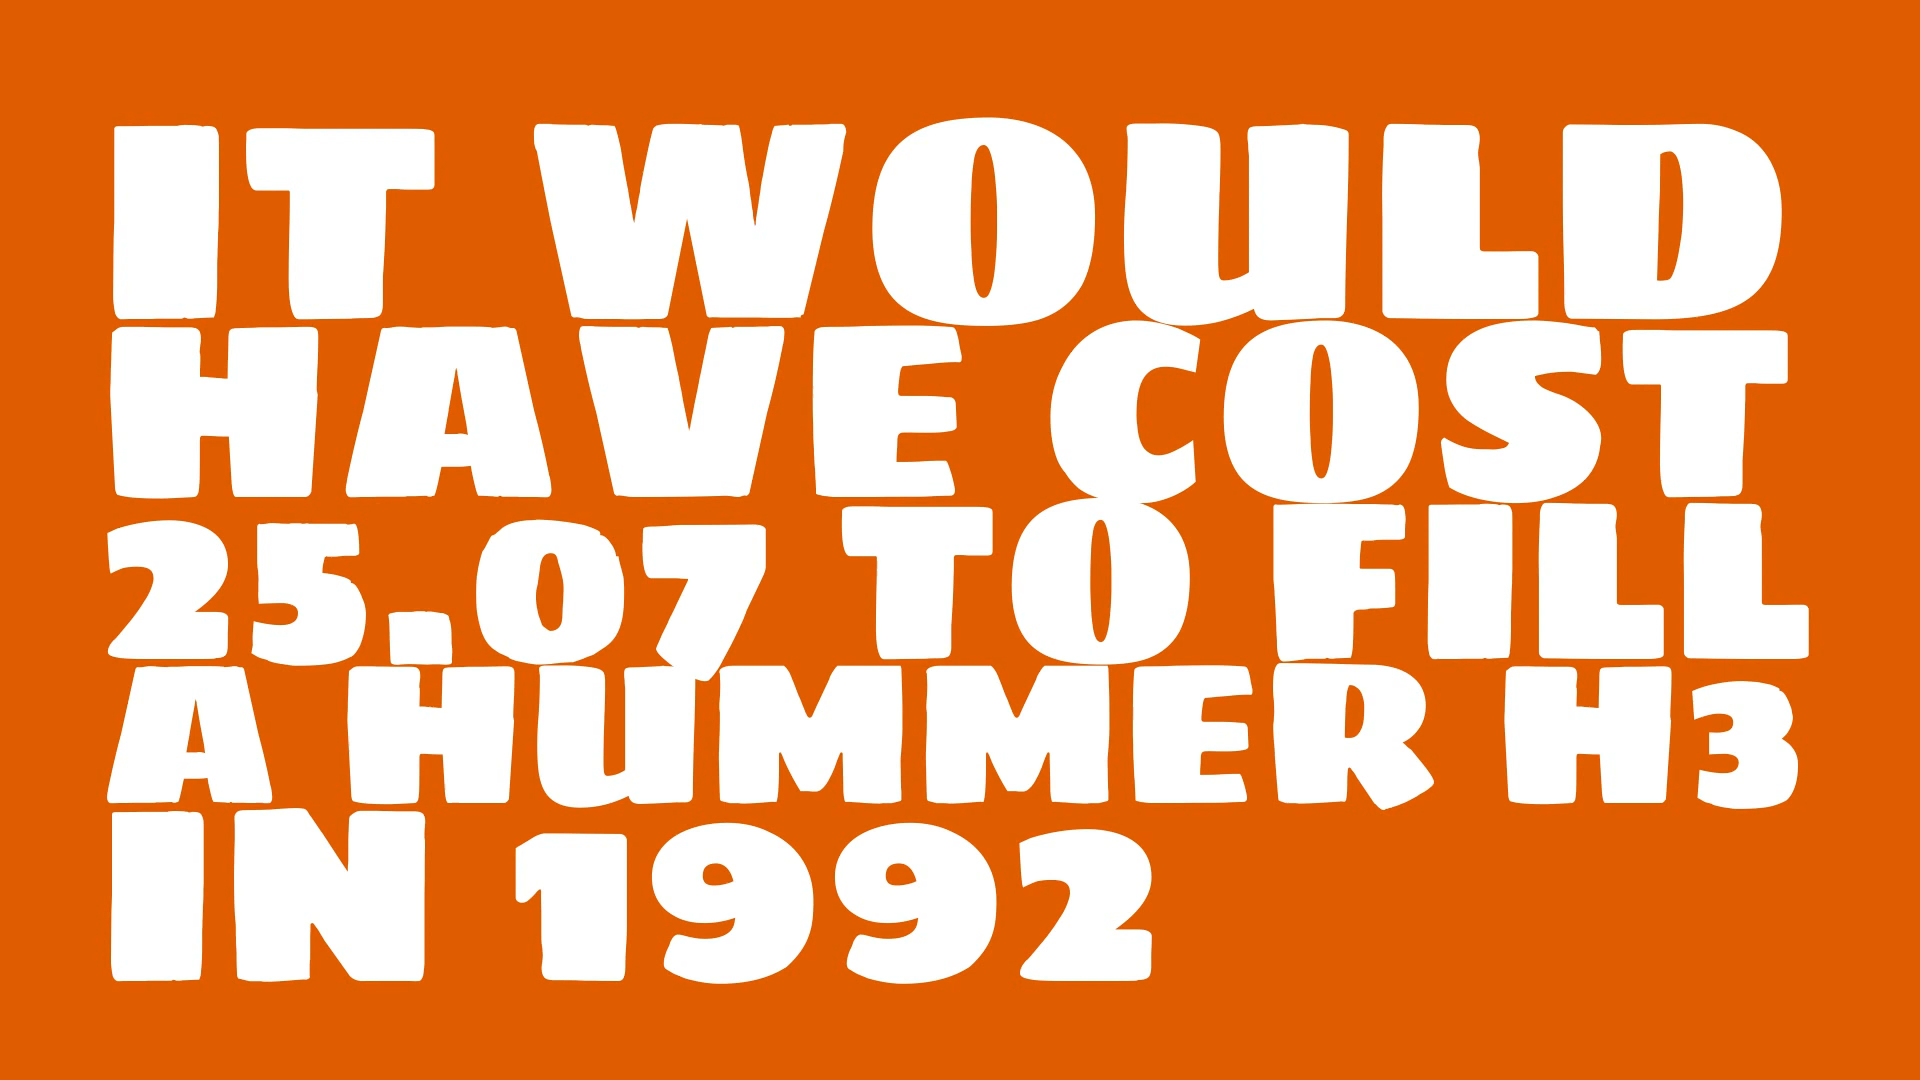 IT WOULD
HAVE COST
25.07 TO FILL
A HUMMER H3
IN 1992